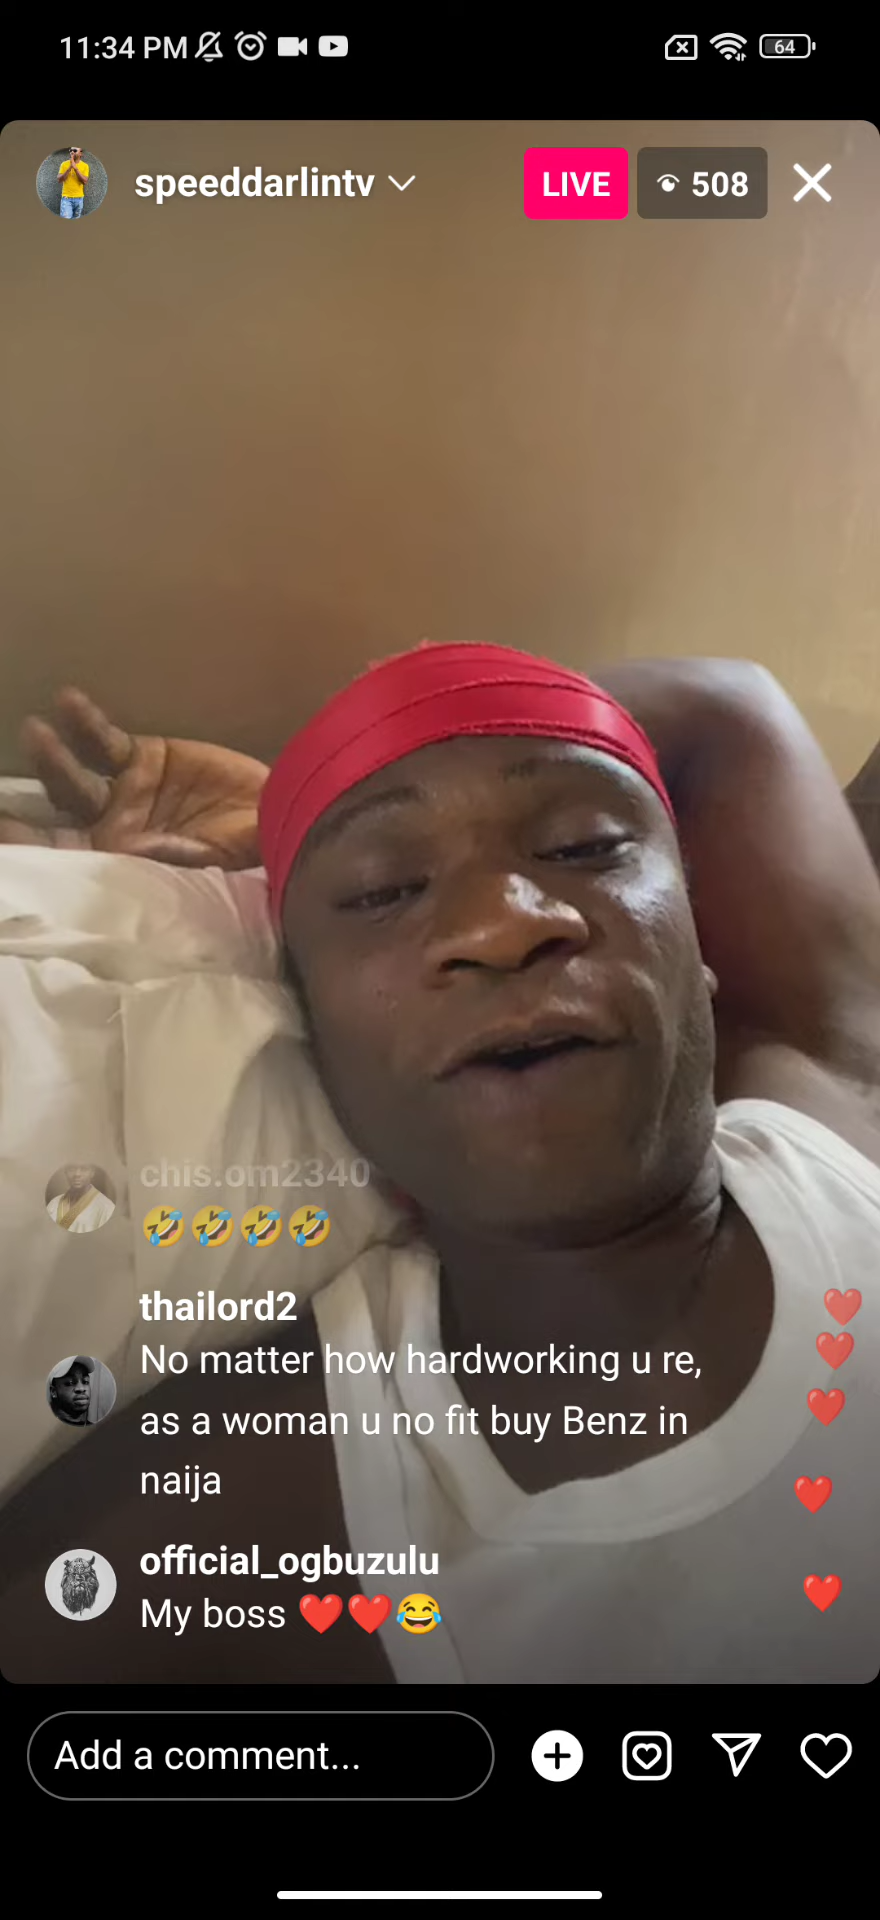 11:34 PM
64
speeddarlintv
LIVE
508
chis.om2340
🤣🤣🤣🤣
thailord2
No matter how hardworking u re,
as a woman u no fit buy Benz in
naija
official_ogbuzulu
My boss ❤️❤️😂
Add a comment...